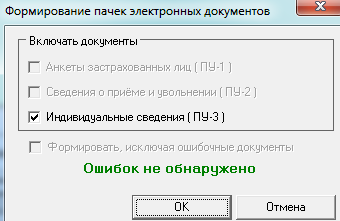 Формирование пачек электронных документов
Включать документы
Анкеты застрахованных лиц ( ПУ-1 )
Сведения о приёме и увольнении ( ПУ-2 )
Индивидуальные сведения ( ПУ-3 )
Формировать, исключая ошибочные документы
Ошибок не обнаружено
OK
Отмена